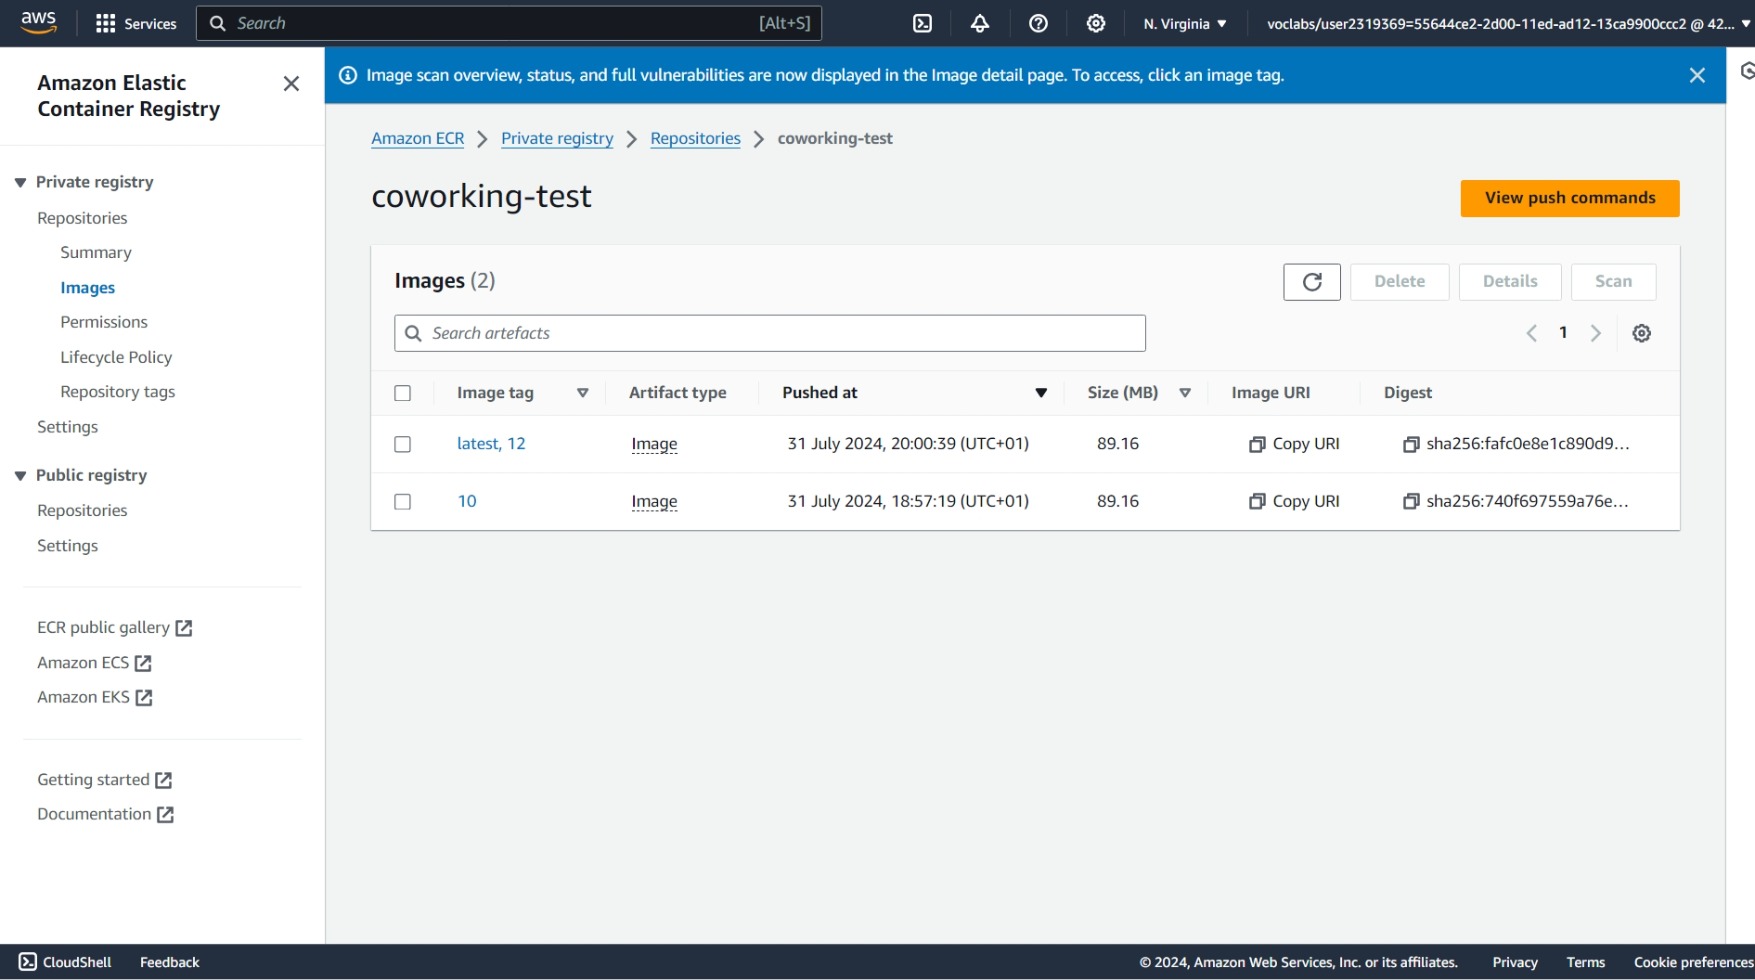 aws
Services
Search
[Alt+S]
N. Virginia
voclabs/user2319369=55644ce2-2d00-11ed-ad12-13ca9900ccc2 @ 42...
Amazon Elastic
Container Registry
Private registry
Repositories
Summary
Images
Permissions
Lifecycle Policy
Repository tags
Settings
Public registry
Repositories
Settings
ECR public gallery
Amazon ECS
Amazon EKS
Getting started
Documentation
Image scan overview, status, and full vulnerabilities are now displayed in the Image detail page. To access, click an image tag.
Amazon ECR > Private registry > Repositories > coworking-test
coworking-test
View push commands
Images (2)
Delete
Details
Scan
Search artefacts
1
Image tag Artifact type Pushed at Size (MB) Image URI Digest
latest, 12 Image 31 July 2024, 20:00:39 (UTC+01) 89.16 Copy URI sha256:fafc0e8e1c890d9...
10 Image 31 July 2024, 18:57:19 (UTC+01) 89.16 Copy URI sha256:740f697559a76e...
CloudShell
Feedback
© 2024, Amazon Web Services, Inc. or its affiliates.
Privacy
Terms
Cookie preferences